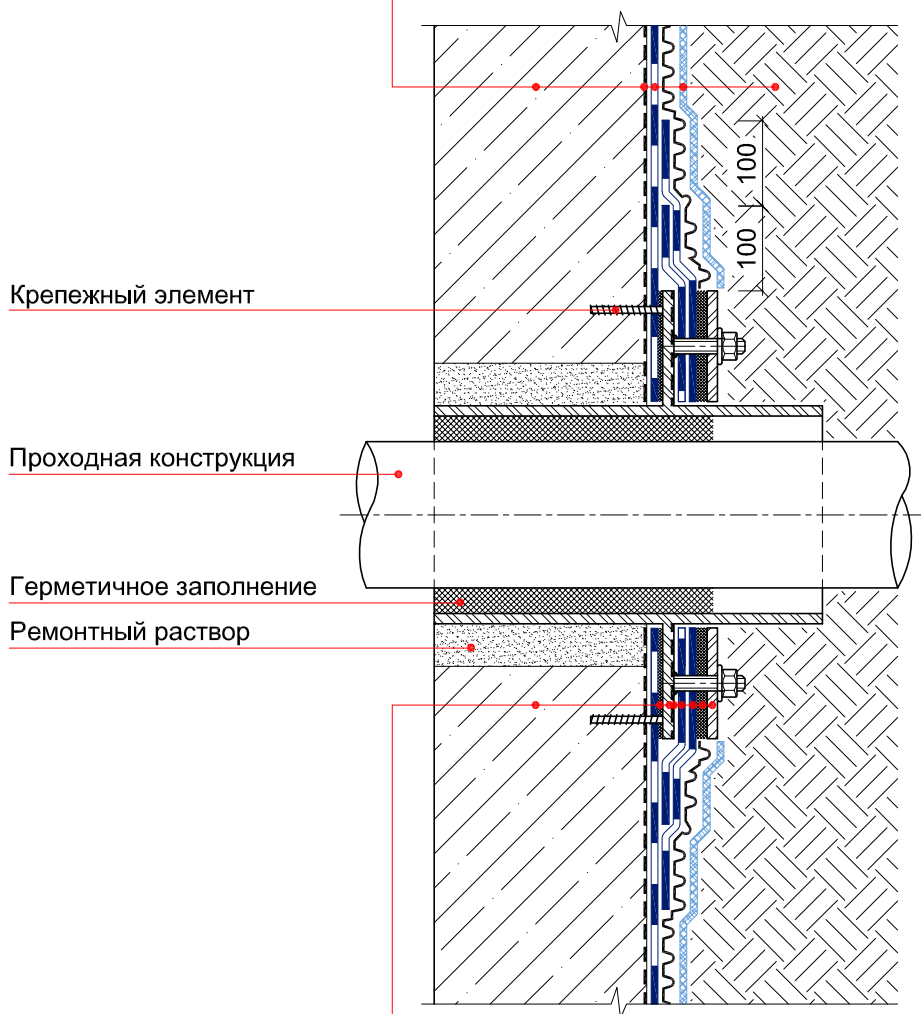 100
100
Крепежный элемент
Проходная конструкция
Герметичное заполнение
Ремонтный раствор